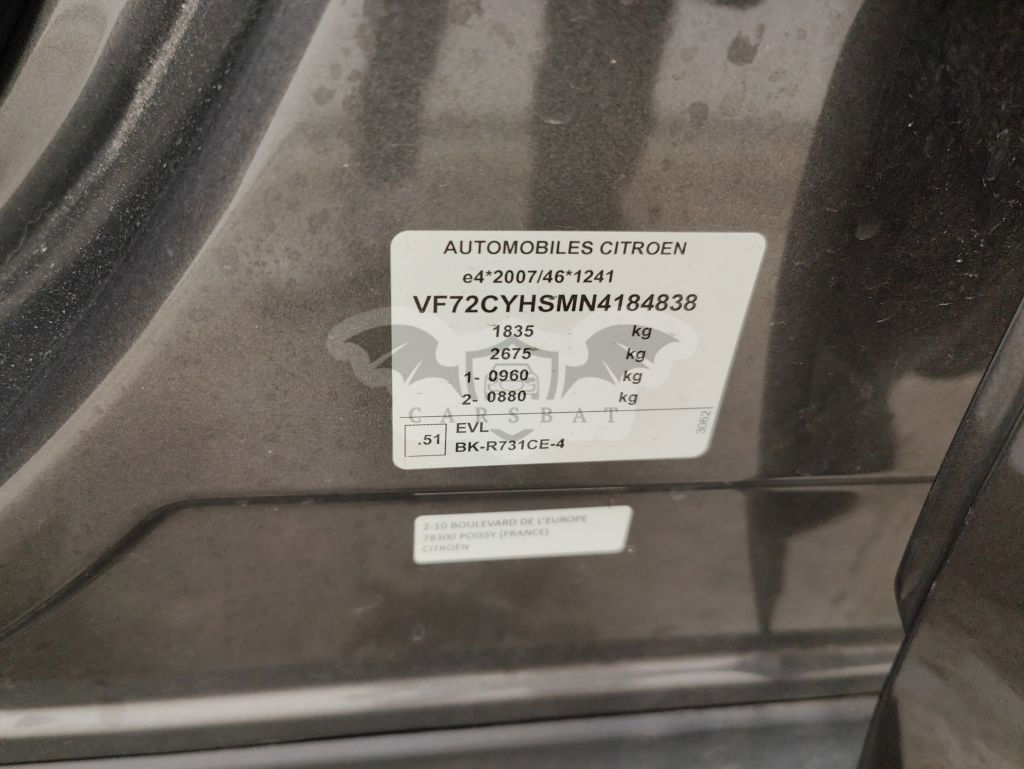 AUTOMOBILES CITROEN
e4*2007/46*1241
VF72CYHSMN4184838
1835 kg
2675 kg
1- 0960 kg
2- 0880 kg
CARSBAT
.51
EVL
BK-R731CE-4
3062
2-10 BOULEVARD DE L'EUROPE
78300 POISSY (FRANCE)
CITROEN